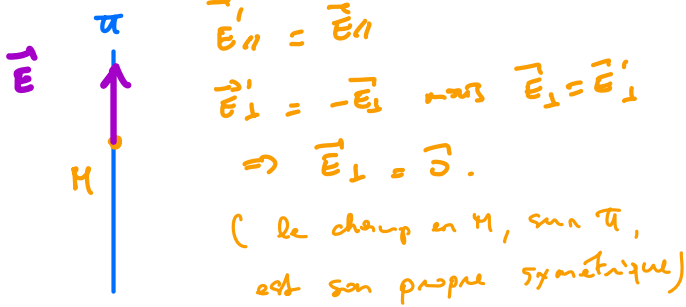 π
E⃗
M
E⃗'// = E⃗//
E⃗'⊥ = -E⃗⊥ mais E⃗⊥ = E⃗'⊥
=> E⃗⊥ = 0⃗.
( le champ en M, sur π,
est son propre symétrique)